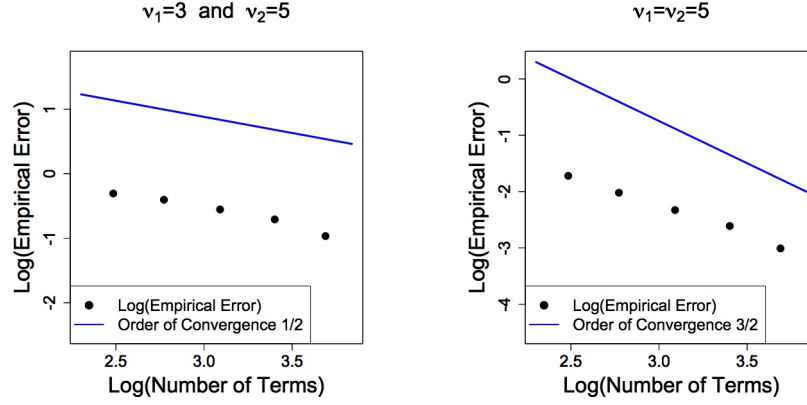 ν1=3 and ν2=5
Log(Empirical Error)
1
0
-1
-2
Log(Empirical Error)
Order of Convergence 1/2
2.5 3.0 3.5
Log(Number of Terms)
ν1=ν2=5
Log(Empirical Error)
0
-1
-2
-3
-4
Log(Empirical Error)
Order of Convergence 3/2
2.5 3.0 3.5
Log(Number of Terms)